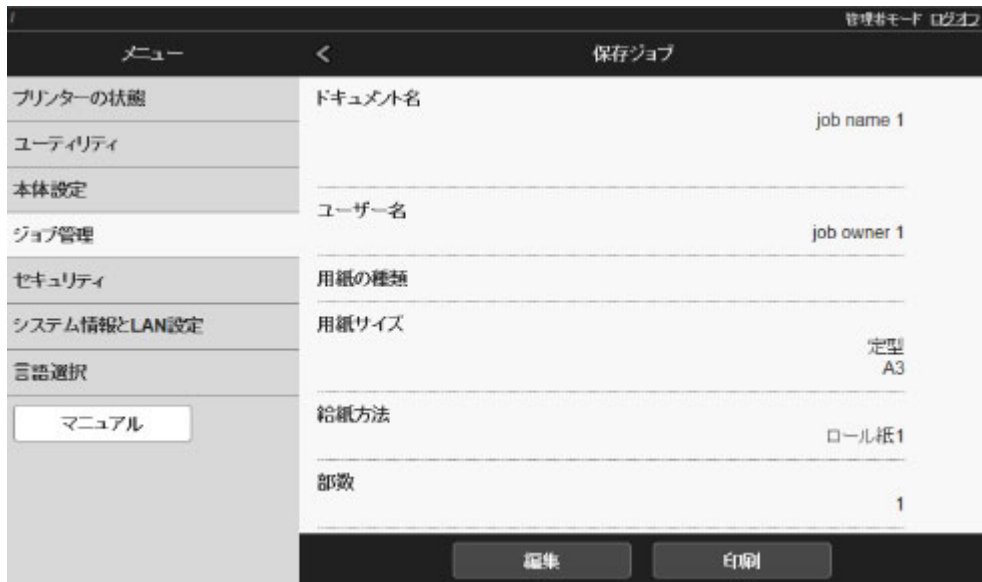 管理者モード ログオフ
メニュー
< 保存ジョブ
プリンターの状態
ユーティリティ
本体設定
ジョブ管理
セキュリティ
システム情報とLAN設定
言語選択
マニュアル
ドキュメント名
job name 1
ユーザー名
job owner 1
用紙の種類
用紙サイズ
定型
A3
給紙方法
ロール紙1
部数
1
編集
印刷